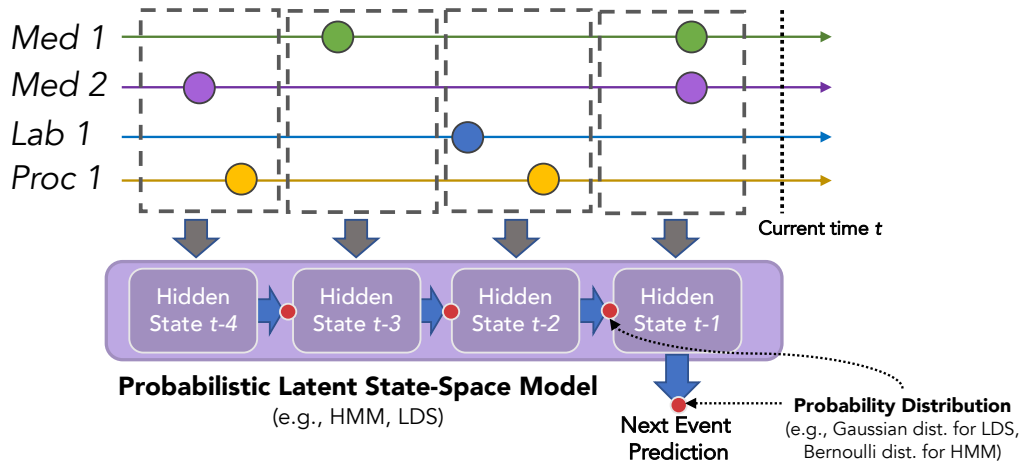 Med 1
Med 2
Lab 1
Proc 1
Current time t
Hidden
State t-4
Hidden
State t-3
Hidden
State t-2
Hidden
State t-1
Probabilistic Latent State-Space Model
(e.g., HMM, LDS)
Next Event
Prediction
Probability Distribution
(e.g., Gaussian dist. for LDS,
Bernoulli dist. for HMM)